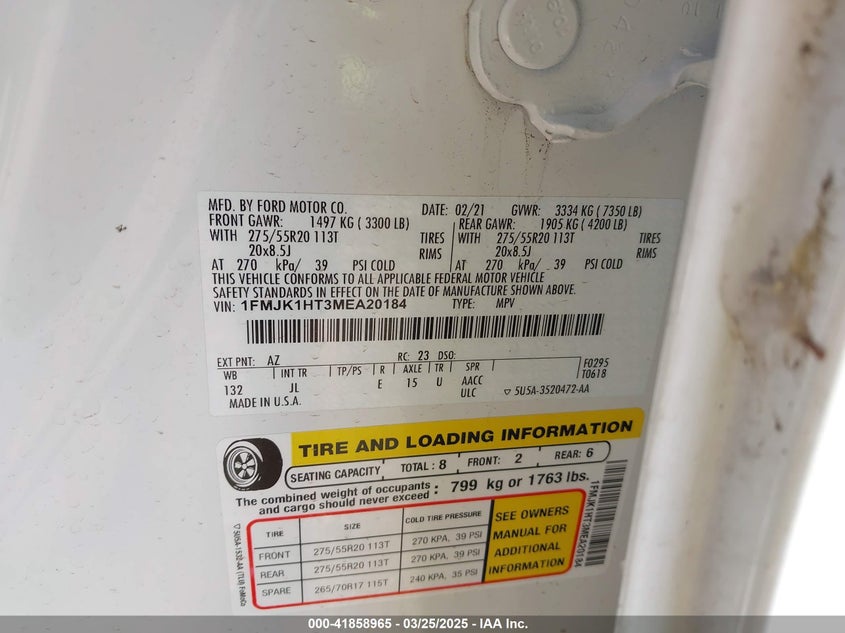 MFD. BY FORD MOTOR CO. DATE: 02/21 GVWR: 3334 KG ( 7350 LB)
FRONT GAWR: 1497 KG ( 3300 LB) REAR GAWR: 1905 KG ( 4200 LB)
WITH 275/55R20 113T TIRES WITH 275/55R20 113T TIRES
20x8.5J RIMS 20x8.5J RIMS
AT 270 kPa/ 39 PSI COLD AT 270 kPa/ 39 PSI COLD
THIS VEHICLE CONFORMS TO ALL APPLICABLE FEDERAL MOTOR VEHICLE
SAFETY STANDARDS IN EFFECT ON THE DATE OF MANUFACTURE SHOWN ABOVE.
VIN: 1FMJK1HT3MEA20184 TYPE: MPV
EXT PNT: AZ RC: 23 DSO: F0295
WB INT TR TP/PS R AXLE TR SPR T0618
132 JL E 15 U AACC
ULC ▽ 5U5A-3520472-AA
MADE IN U.S.A.
TIRE AND LOADING INFORMATION
SEATING CAPACITY TOTAL : 8 FRONT: 2 REAR: 6
The combined weight of occupants and cargo should never exceed : 799 kg or 1763 lbs.
TIRE SIZE COLD TIRE PRESSURE
FRONT 275/55R20 113T 270 KPA, 39 PSI
REAR 275/55R20 113T 270 KPA, 39 PSI
SPARE 265/70R17 115T 240 KPA, 35 PSI
SEE OWNERS
MANUAL FOR
ADDITIONAL
INFORMATION
1FMJK1HT3MEA20184
▽ 5U5A-1532-AA (TLU) FoMoCo
000-41858965 - 03/25/2025 - IAA Inc.